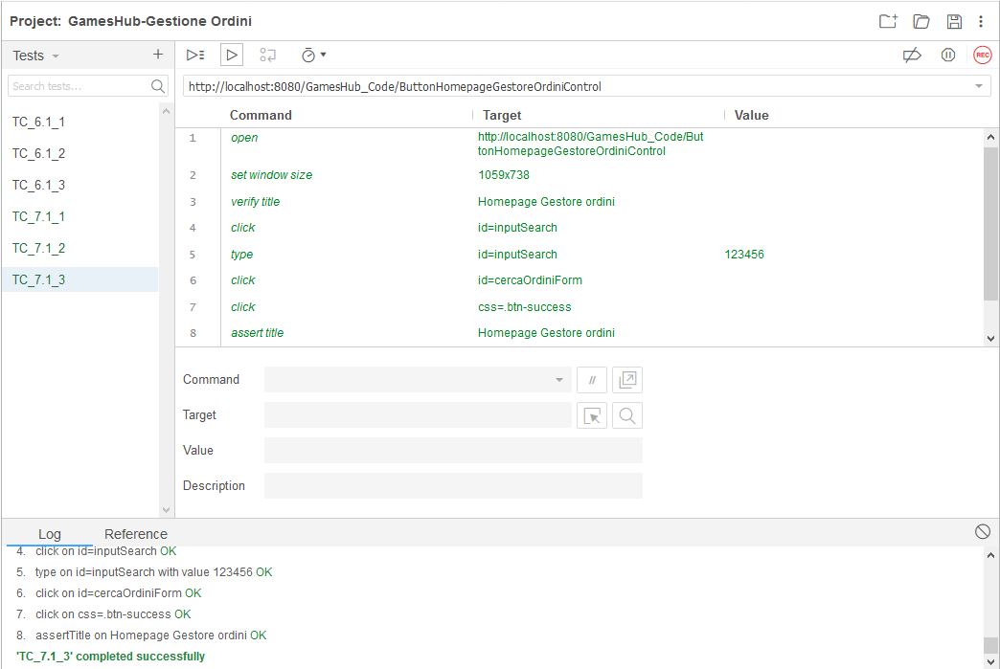 Project: GamesHub-Gestione Ordini
Tests
+
REC
Search tests...
http://localhost:8080/GamesHub_Code/ButtonHomepageGestoreOrdiniControl
TC_6.1_1
TC_6.1_2
TC_6.1_3
TC_7.1_1
TC_7.1_2
TC_7.1_3
Command Target Value
1 open http://localhost:8080/GamesHub_Code/But
tonHomepageGestoreOrdiniControl
2 set window size 1059x738
3 verify title Homepage Gestore ordini
4 click id=inputSearch
5 type id=inputSearch 123456
6 click id=cercaOrdiniForm
7 click css=.btn-success
8 assert title Homepage Gestore ordini
Command //
Target
Value
Description
Log Reference
4. click on id=inputSearch OK
5. type on id=inputSearch with value 123456 OK
6. click on id=cercaOrdiniForm OK
7. click on css=.btn-success OK
8. assertTitle on Homepage Gestore ordini OK
'TC_7.1_3' completed successfully